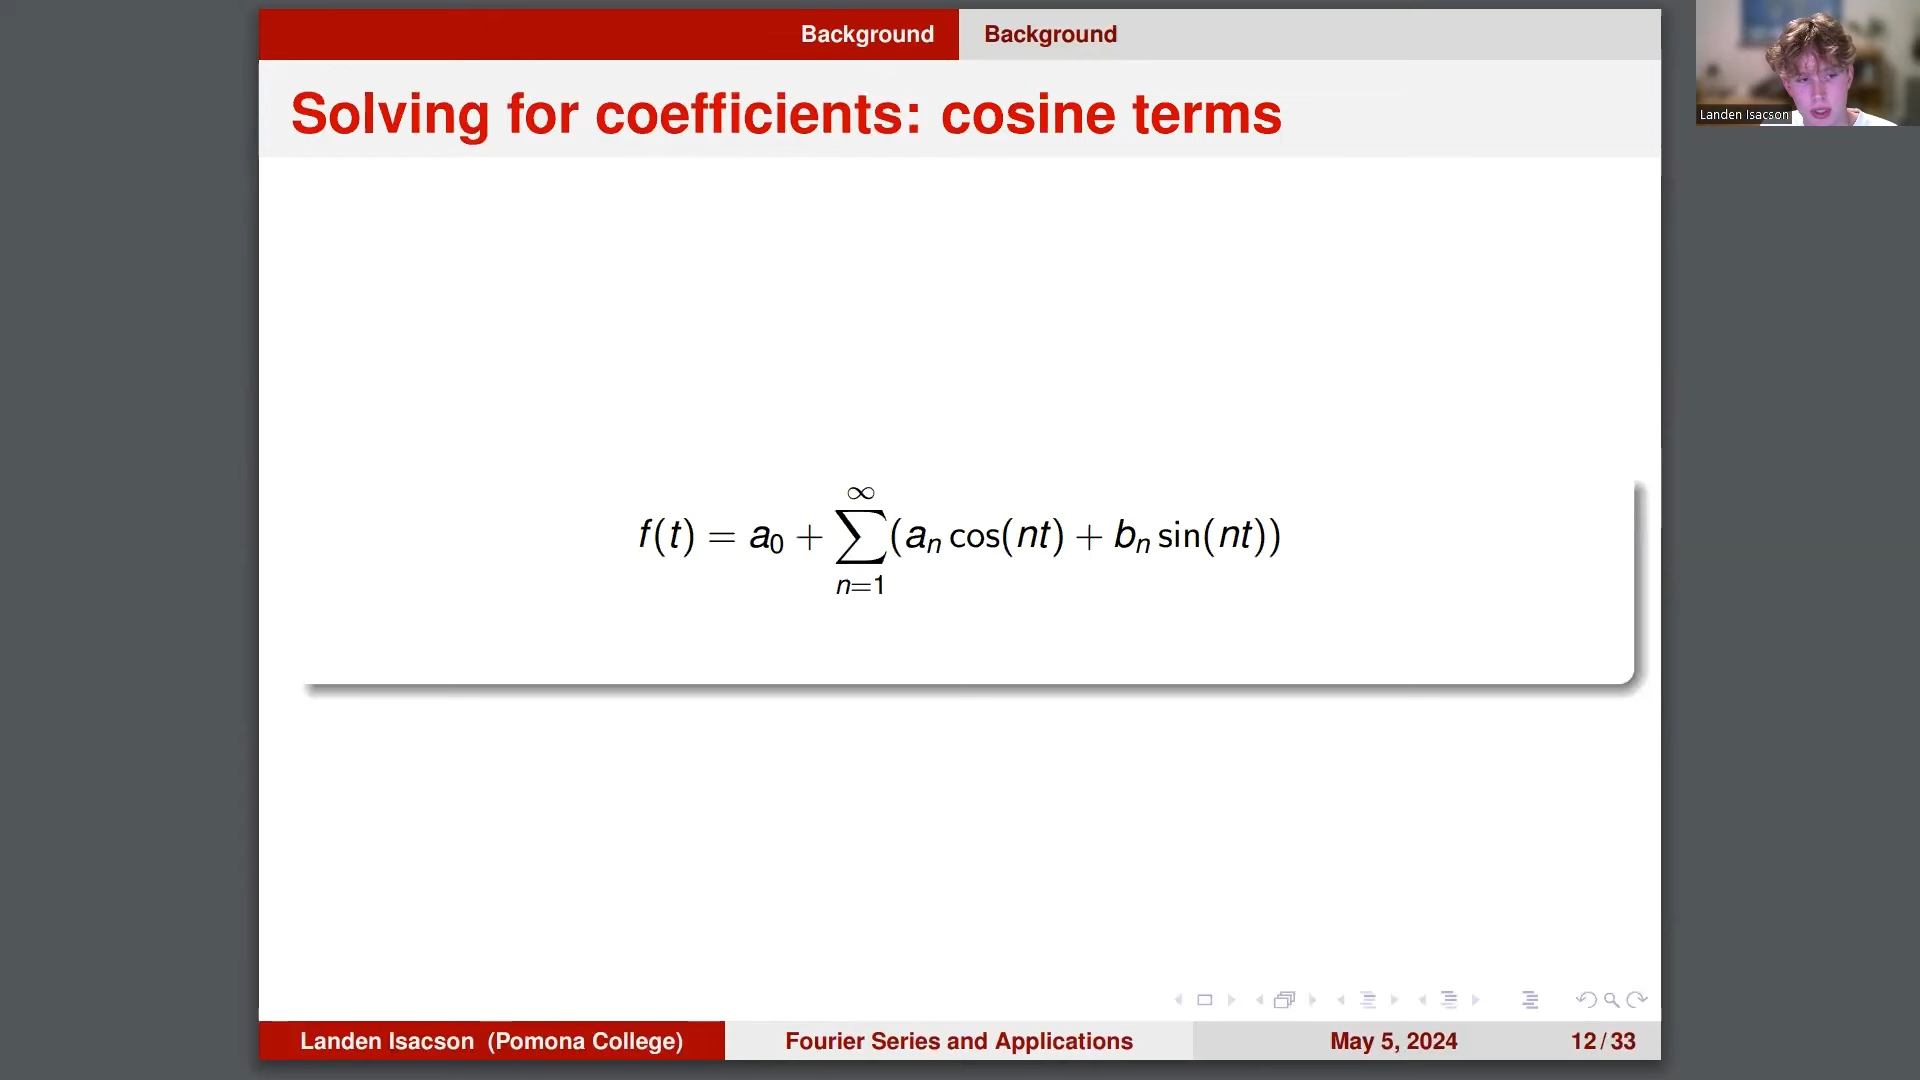 Background Background
Landen Isacson
Solving for coefficients: cosine terms
f(t) = a₀ + ∑_{n=1}^{∞} (aₙ cos(nt) + bₙ sin(nt))
Landen Isacson (Pomona College) Fourier Series and Applications May 5, 2024 12/33